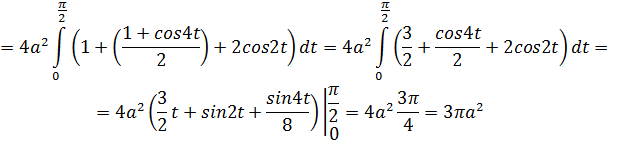 = 4a² ∫₀^{π/2} (1 + ((1 + cos4t)/2) + 2cos2t) dt = 4a² ∫₀^{π/2} (3/2 + cos4t/2 + 2cos2t) dt =
= 4a² (3/2 t + sin2t + sin4t/8) |₀^{π/2} = 4a² 3π/4 = 3πa²